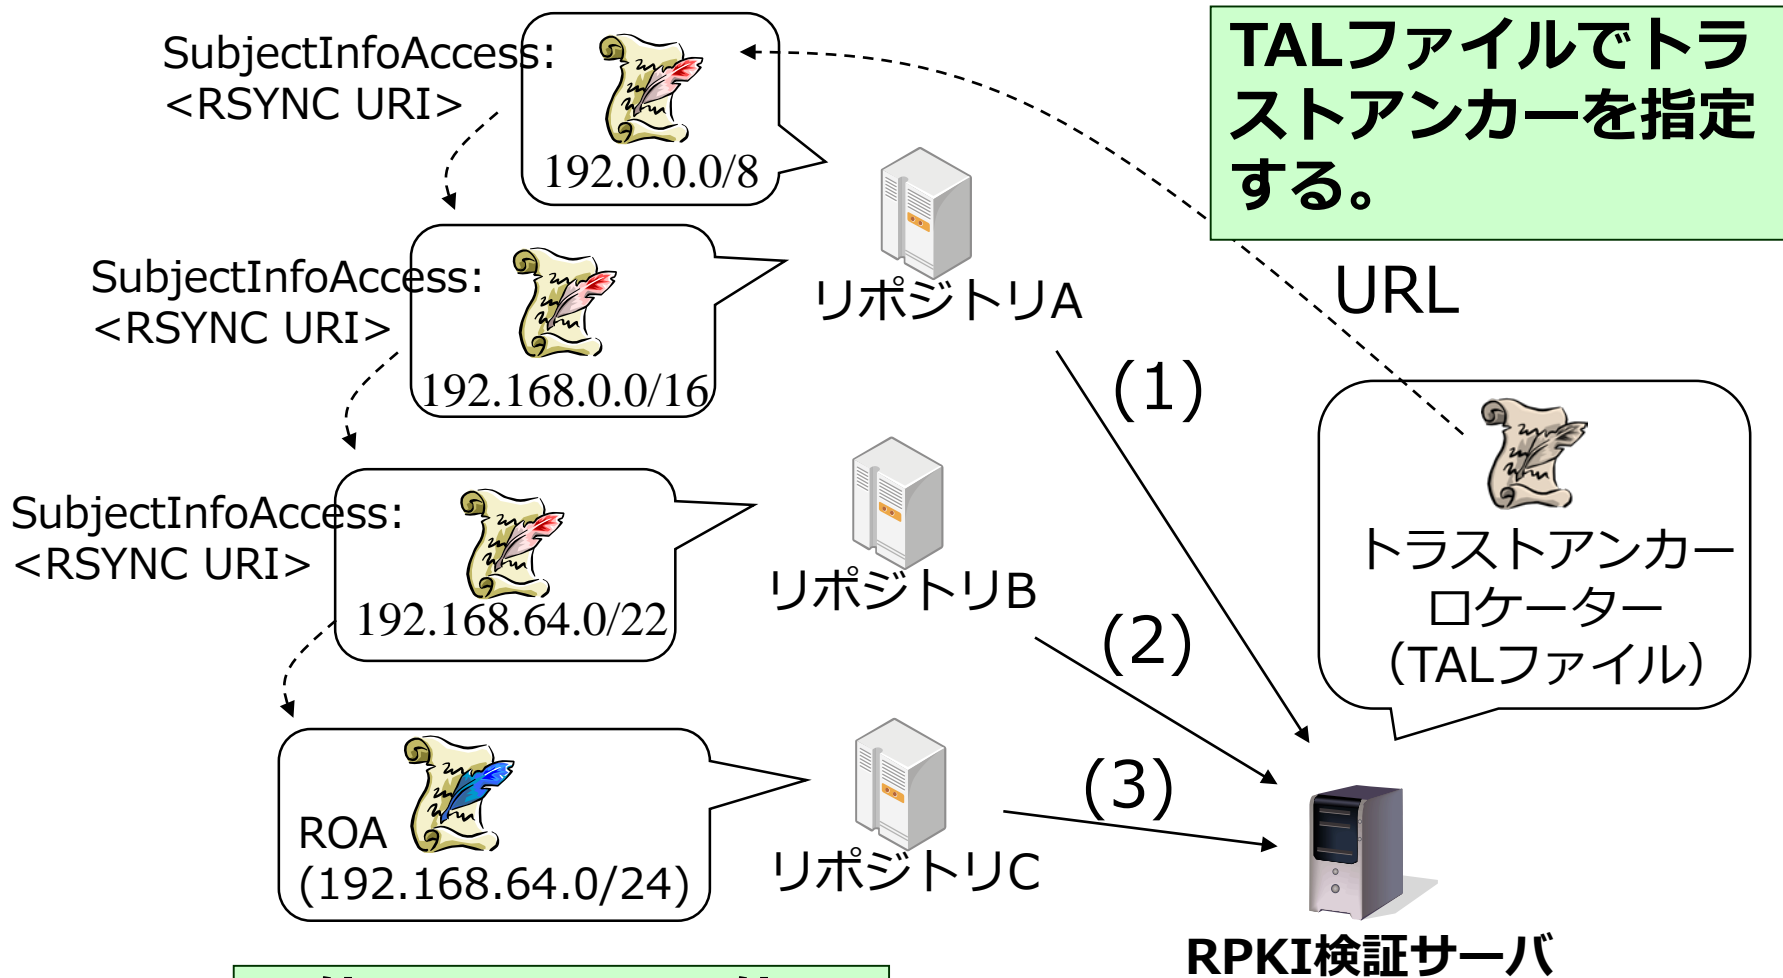 SubjectInfoAccess:
<RSYNC URI>
192.0.0.0/8
TALファイルでトラ
ストアンカーを指定
する。
SubjectInfoAccess:
<RSYNC URI>
192.168.0.0/16
リポジトリA
URL
(1)
SubjectInfoAccess:
<RSYNC URI>
192.168.64.0/22
リポジトリB
(2)
トラストアンカー
ロケーター
（TALファイル）
ROA
(192.168.64.0/24)
リポジトリC
(3)
RPKI検証サーバ